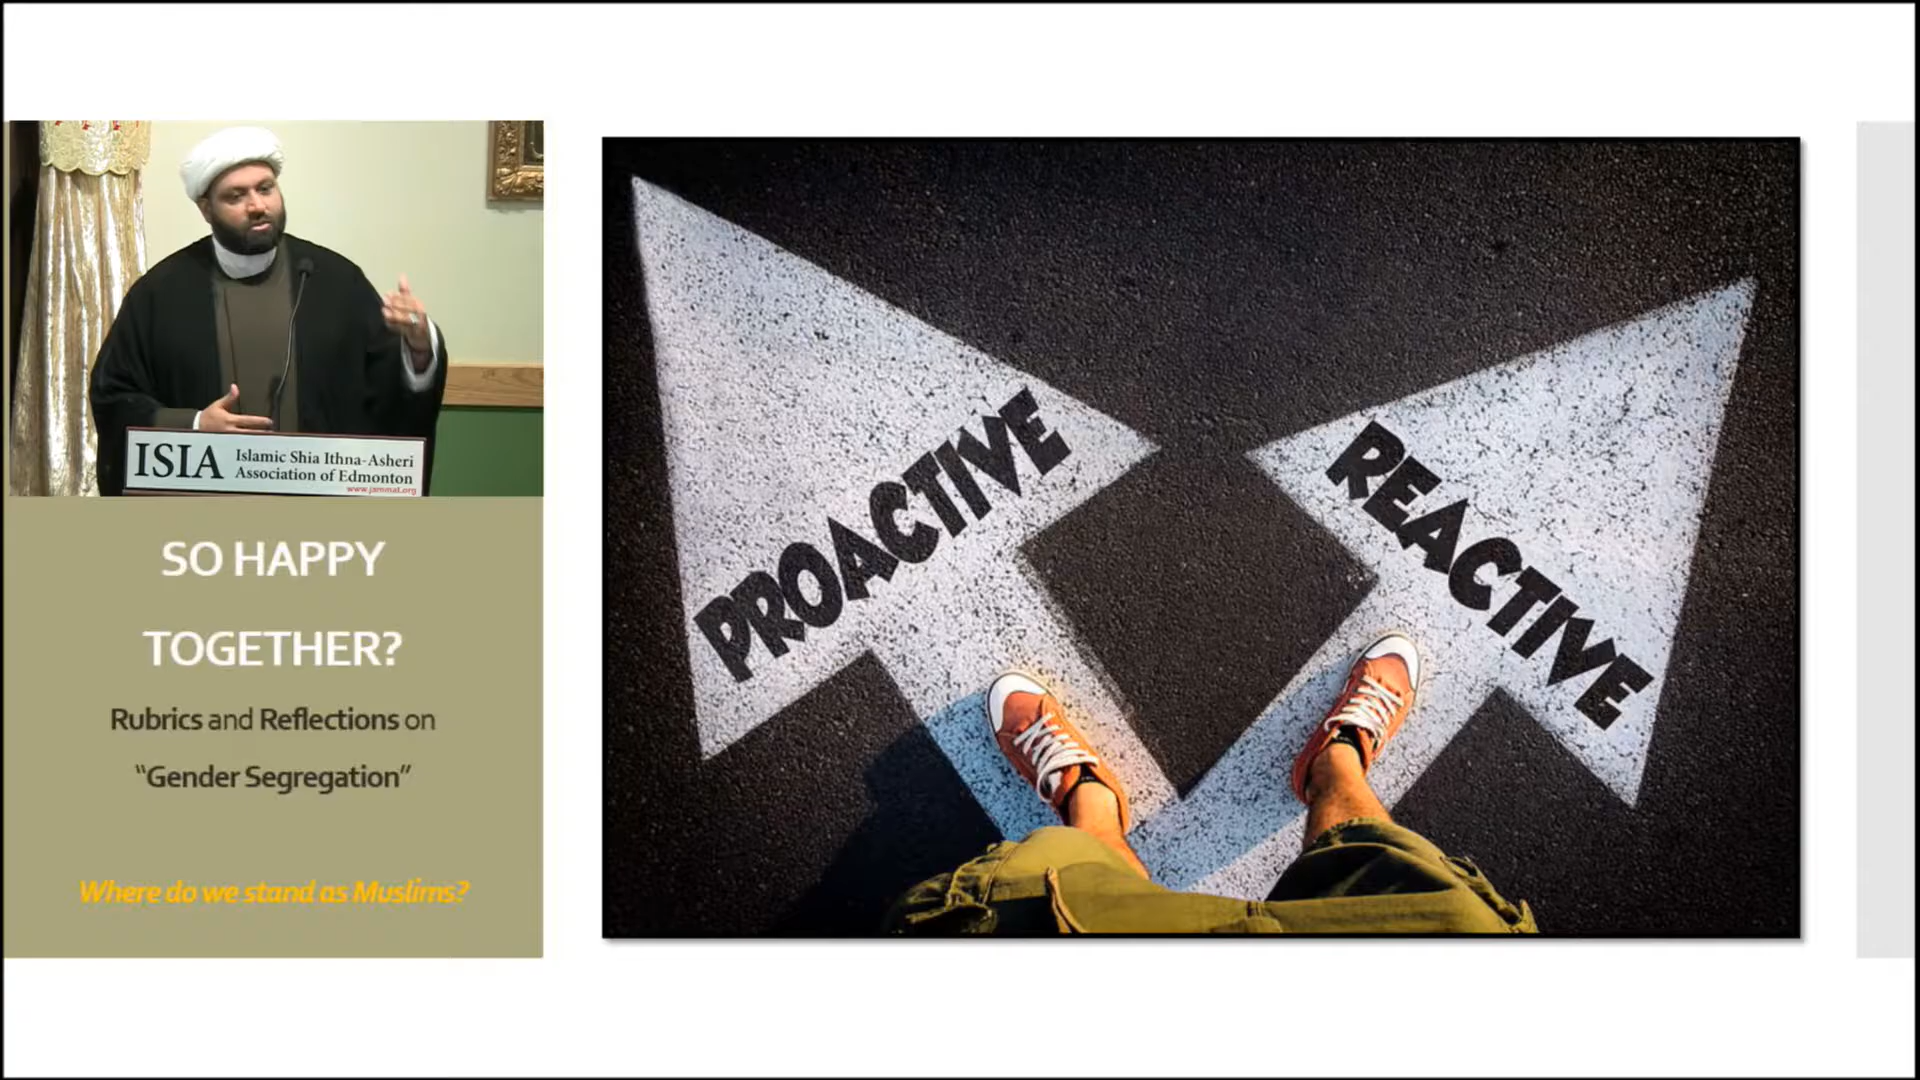 ISIA
Islamic Shia Ithna-Asheri
Association of Edmonton
www.jammat.org
SO HAPPY
TOGETHER?
Rubrics and Reflections on
“Gender Segregation”
Where do we stand as Muslims?
PROACTIVE
REACTIVE